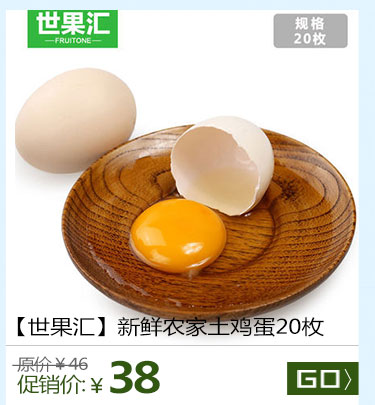 世果汇
—FRUITONE—
规格
20枚
【世果汇】新鲜农家土鸡蛋20枚
原价￥46
促销价:￥38
GO〉